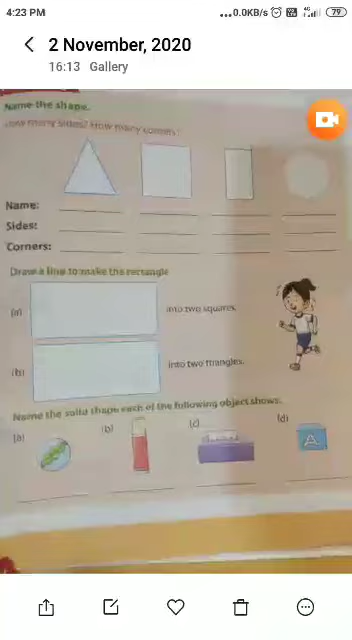 4:23 PM
...0.0KB/s
4G
79
2 November, 2020
16:13 Gallery
Name the shape.
How many sides? How many corners?
Name:
Sides:
Corners:
Draw a line to make the rectangle
(a)
into two squares.
(b)
into two triangles.
Name the solid shape each of the following object shows.
(a) (b) (c) (d)
A